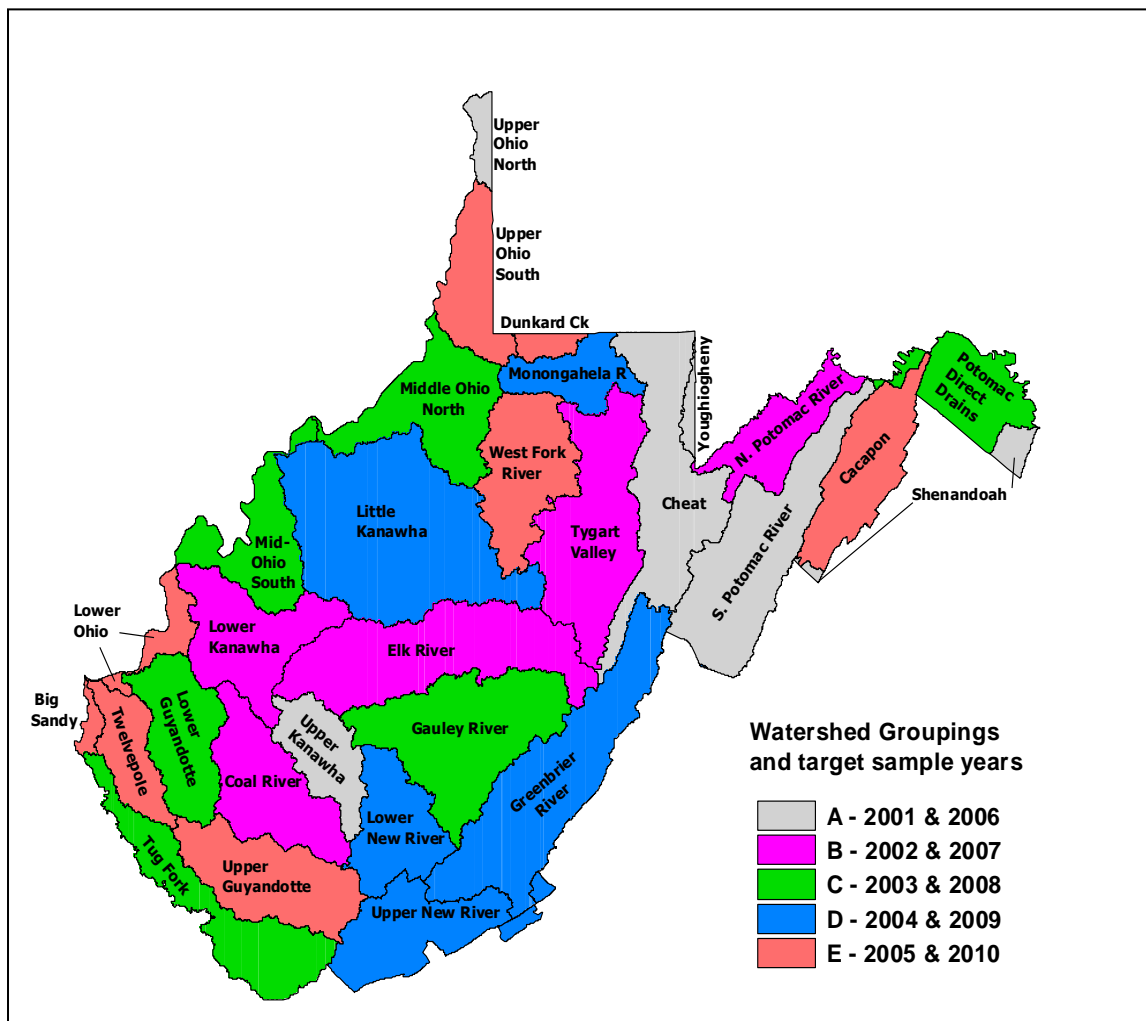 Upper
Ohio
North
Upper
Ohio
South
Dunkard Ck
Monongahela R
Youghiogheny
Middle Ohio
North
N. Potomac River
Potomac
Direct
Drains
West Fork
River
Cacapon
Shenandoah
Cheat
Little
Kanawha
Tygart
Valley
S. Potomac River
Mid-
Ohio
South
Lower
Ohio
Lower
Kanawha
Elk River
Big
Sandy
Twelvepole
Lower
Guyandotte
Upper
Kanawha
Gauley River
Coal River
Greenbrier
River
Lower
New River
Tug Fork
Upper
Guyandotte
Upper New River
Watershed Groupings
and target sample years
A - 2001 & 2006
B - 2002 & 2007
C - 2003 & 2008
D - 2004 & 2009
E - 2005 & 2010